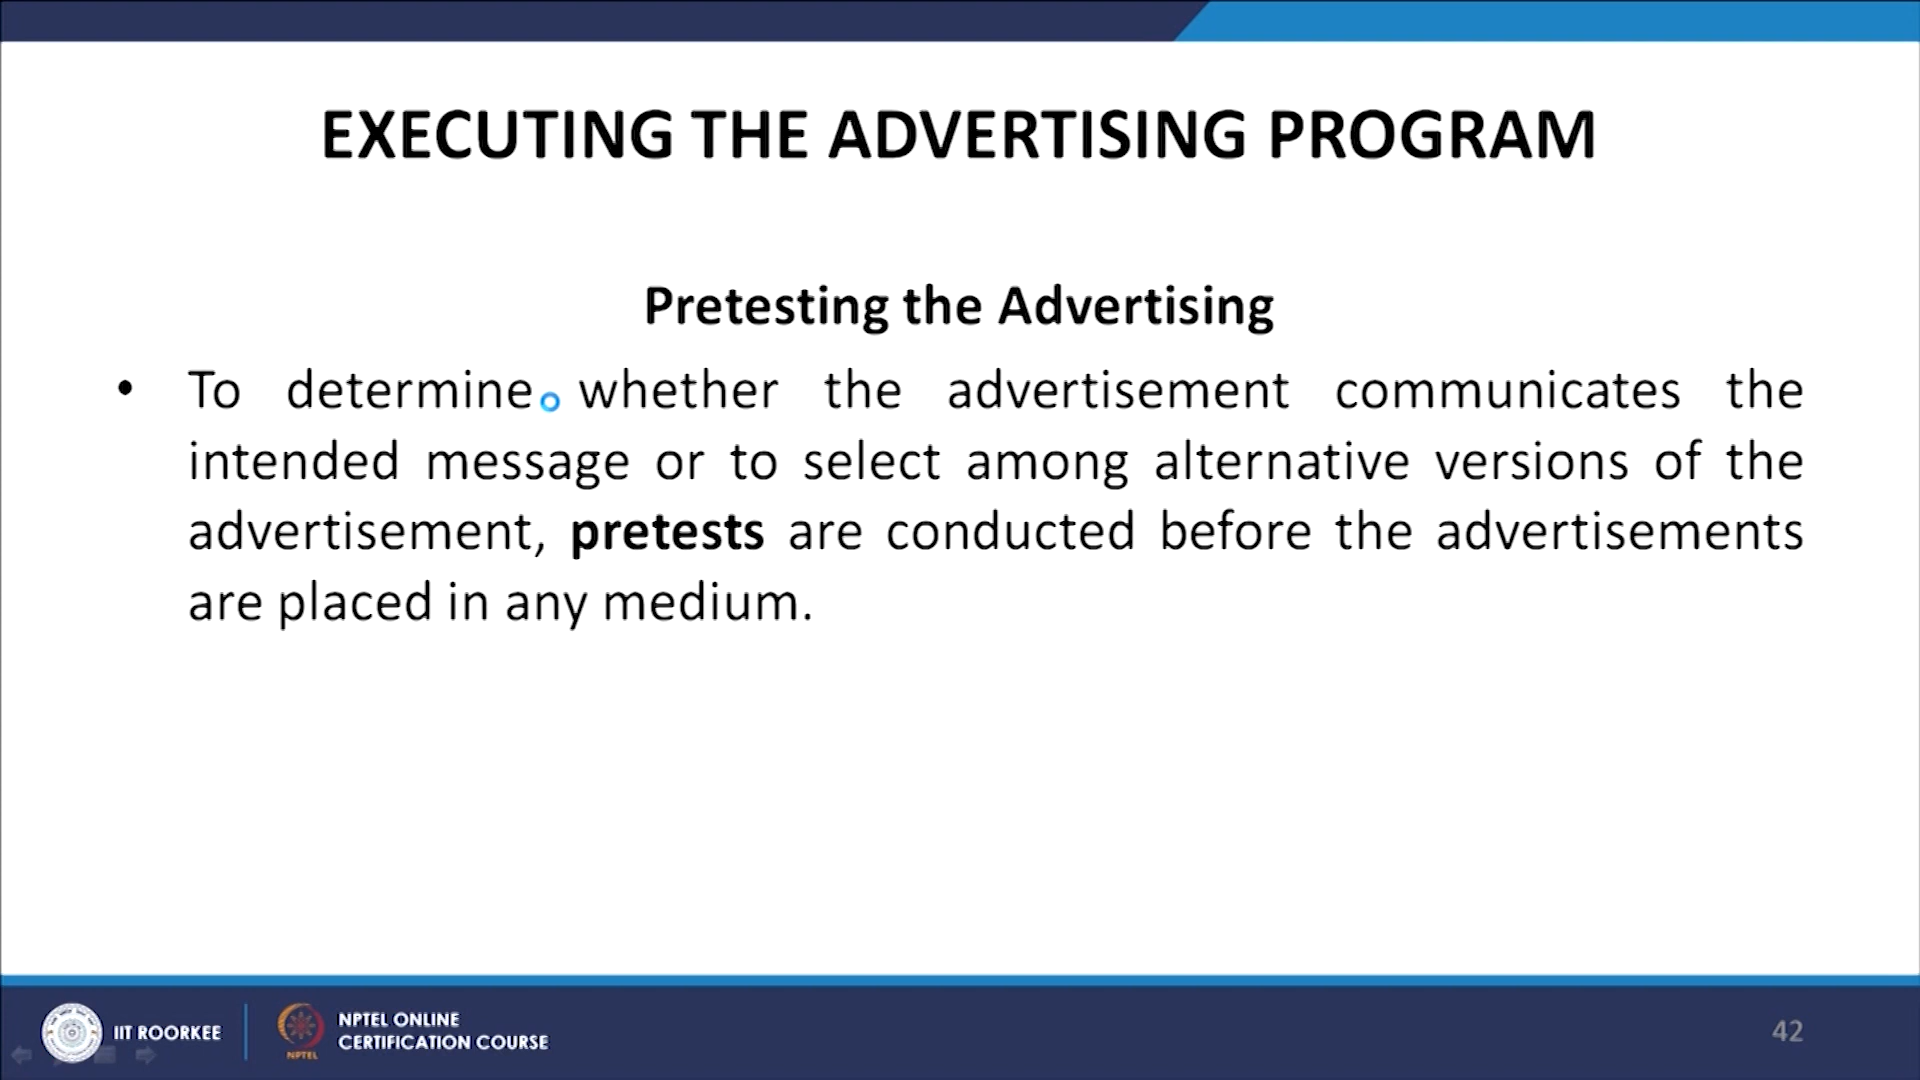 EXECUTING THE ADVERTISING PROGRAM
Pretesting the Advertising
• To determine whether the advertisement communicates the
intended message or to select among alternative versions of the
advertisement, pretests are conducted before the advertisements
are placed in any medium.
IIT ROORKEE
NPTEL
NPTEL ONLINE
CERTIFICATION COURSE
42